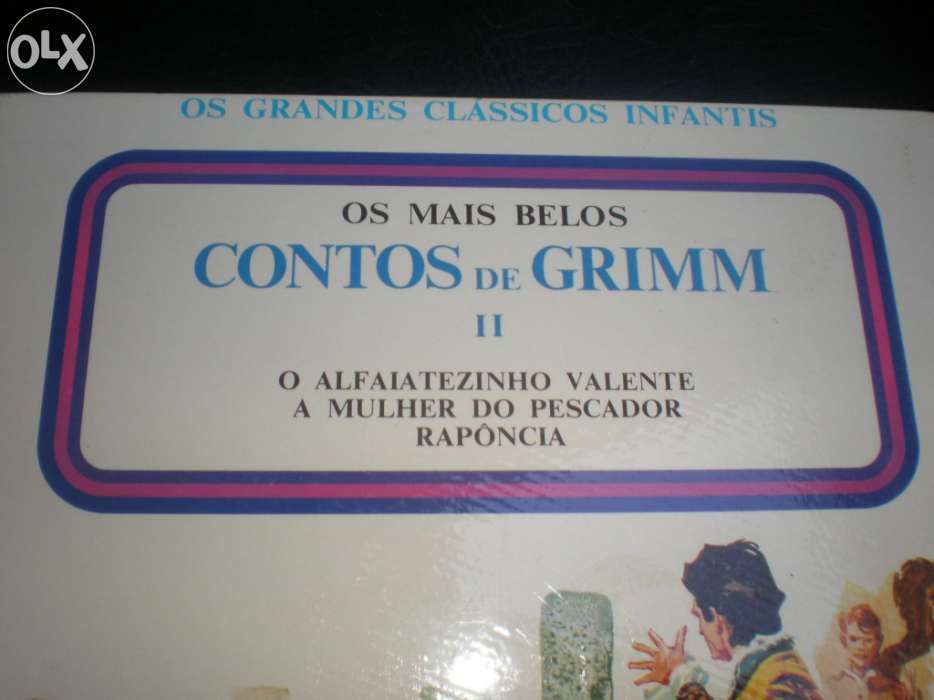 OLX
OS GRANDES CLÁSSICOS INFANTIS
OS MAIS BELOS
CONTOS DE GRIMM
II
O ALFAIATEZINHO VALENTE
A MULHER DO PESCADOR
RAPÔNCIA